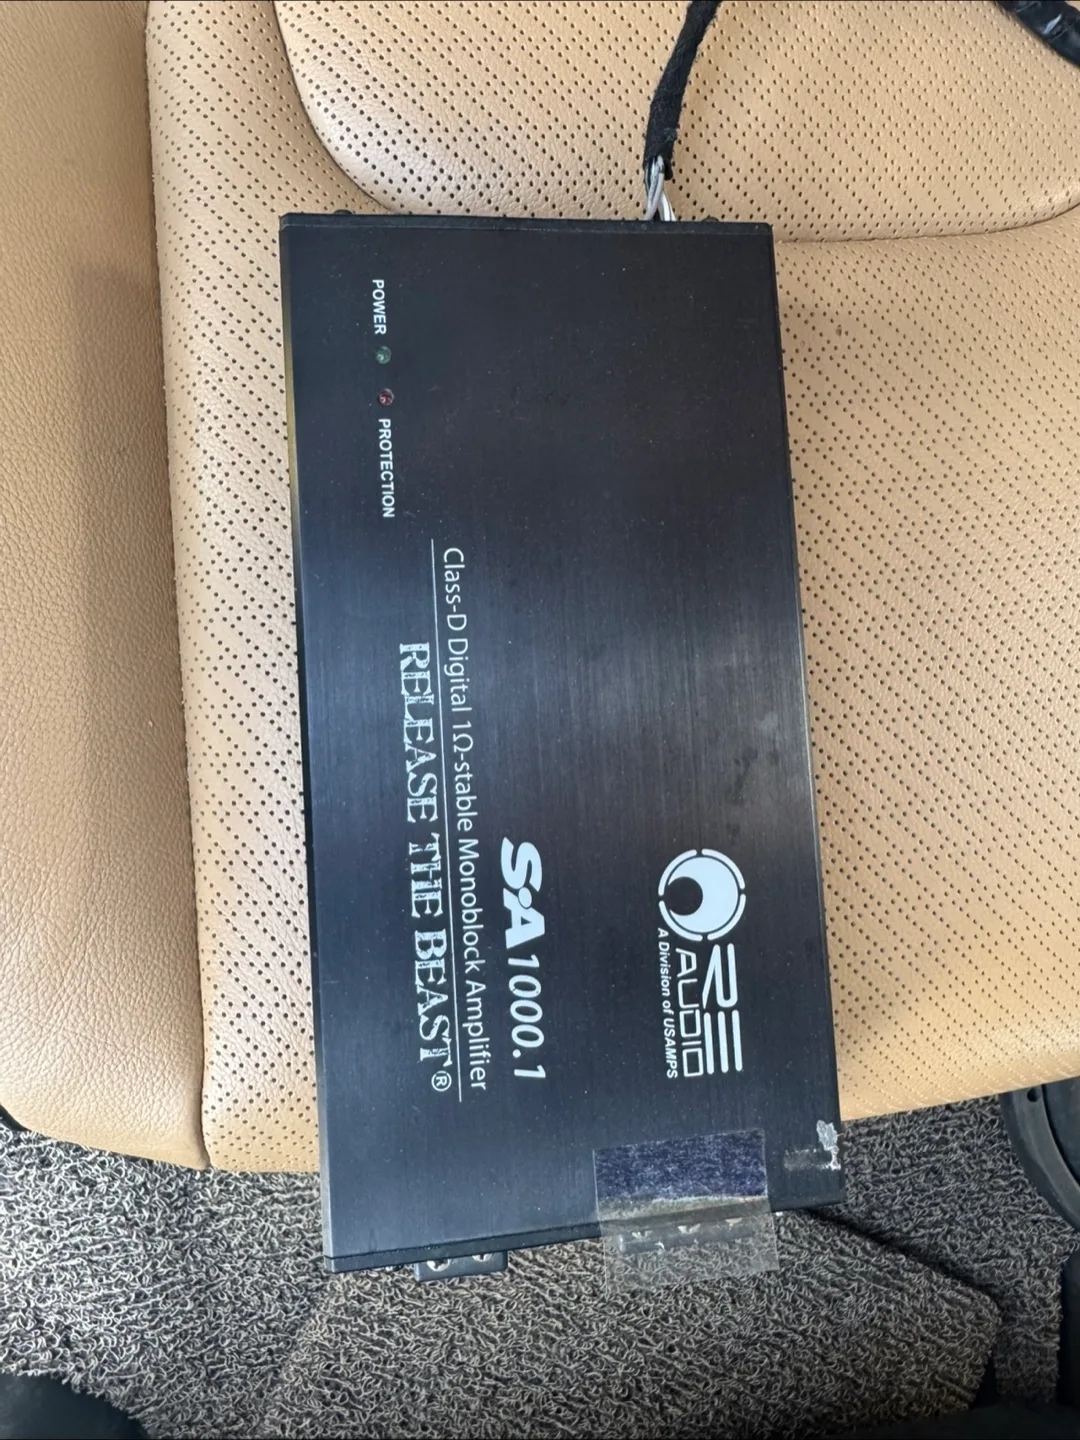 RE
AUDIO
A Division of USAMPS
SA 1000.1
Class-D Digital 1Ω-stable Monoblock Amplifier
RELEASE THE BEAST®
POWER
PROTECTION